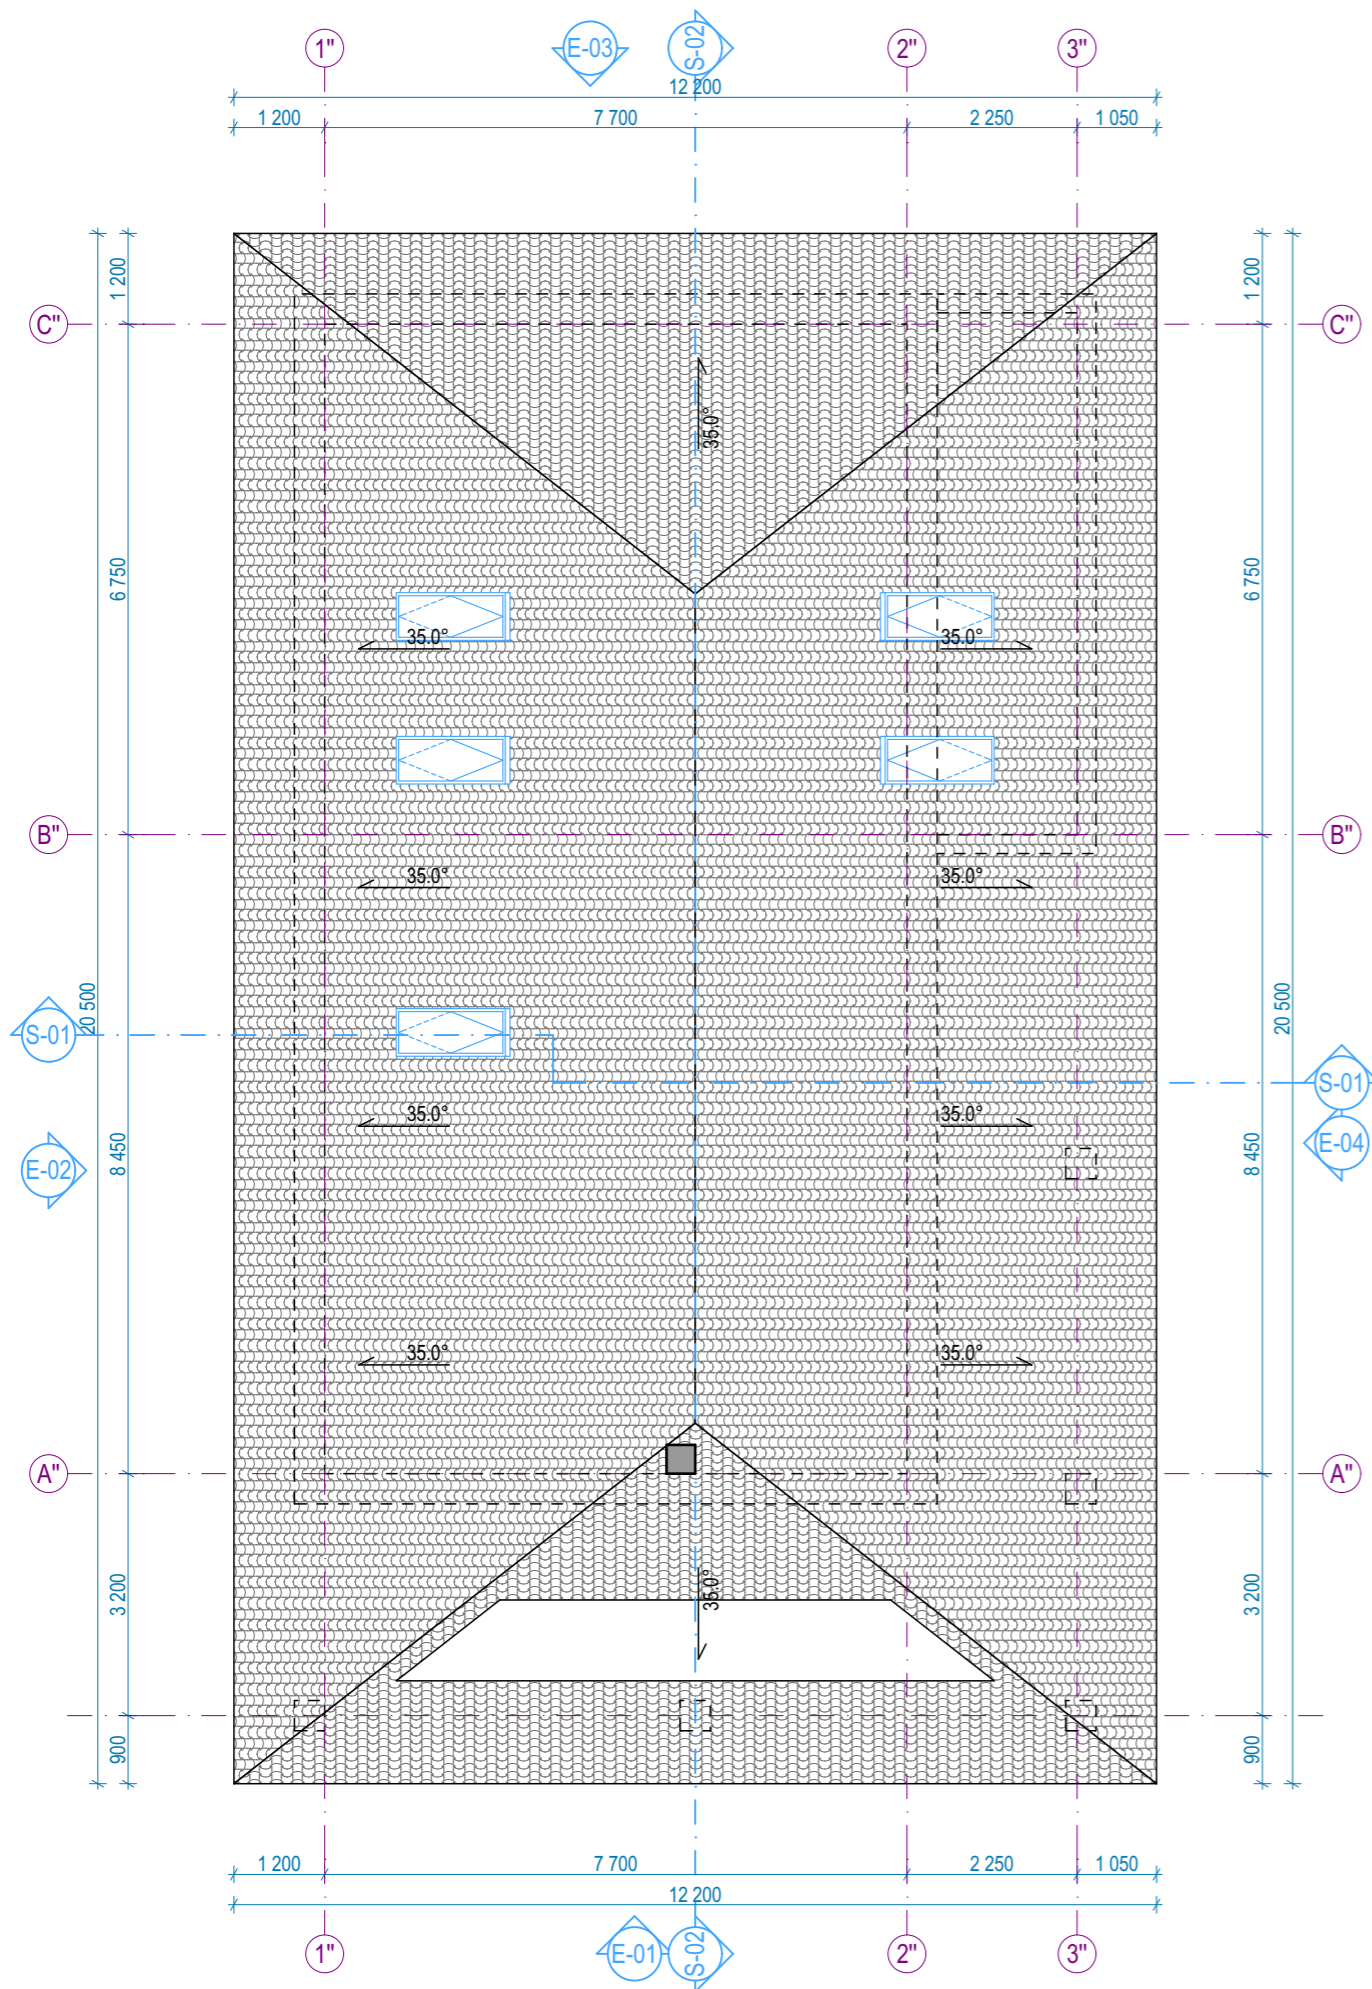 1" E-03 S-02 2" 3"
12 200
1 200 7 700 2 250 1 050
1 200 1 200
C" C"
35.0°
6 750 6 750
35.0° 35.0°
B" B"
35.0° 35.0°
20 500 20 500
S-01
S-01
35.0° 35.0°
E-02 8 450 8 450 E-04
35.0° 35.0°
A" A"
3 200 35.0° 3 200
900 900
1 200 7 700 2 250 1 050
12 200
1" E-01 S-02 2" 3"